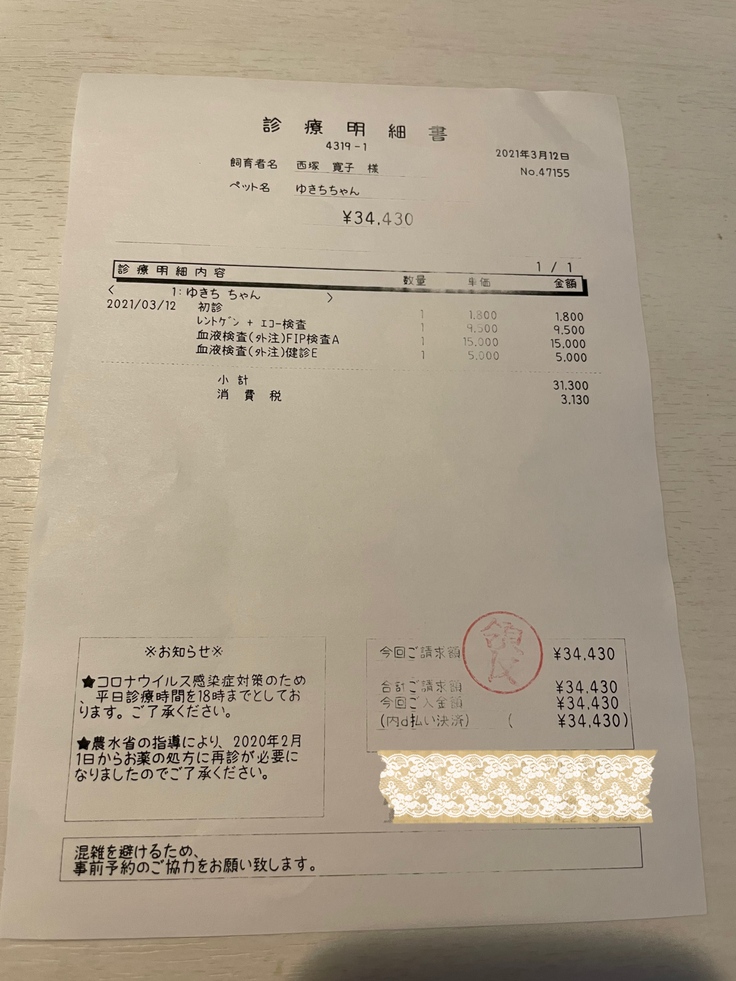 診療明細書
4319-1
2021年3月12日
No.47155
飼育者名 西塚 寛子 様
ペット名 ゆきちちゃん
¥34,430
1 / 1
診療明細内容 数量 単価 金額
< 1:ゆきち ちゃん >
2021/03/12 初診 1 1,800 1,800
ﾚﾝﾄｹﾞﾝ + ｴｺｰ検査 1 9,500 9,500
血液検査(外注)FIP検査A 1 15,000 15,000
血液検査(外注)健診E 1 5,000 5,000
小 計 31,300
消 費 税 3,130
※お知らせ※
★コロナウイルス感染症対策のため
、平日診療時間を18時までとしてお
ります。ご了承ください。
★農水省の指導により、2020年2月
1日からお薬の処方に再診が必要に
なりましたのでご了承ください。
今回ご請求額 ¥34,430
領収
合計ご請求額 ¥34,430
今回ご入金額 ¥34,430
(内d払い決済) ( ¥34,430)
混雑を避けるため、
事前予約のご協力をお願い致します。